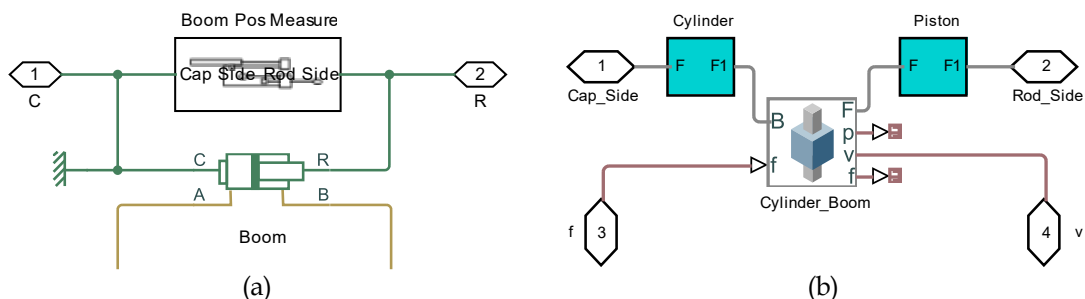 Boom Pos Measure
Cap Side Rod Side
1
C
2
R
C
R
A
B
Boom
(a)
Cylinder
Piston
1
Cap_Side
F
F1
F
F1
2
Rod_Side
B
F
p
v
f
f
Cylinder_Boom
f
3
4
v
(b)